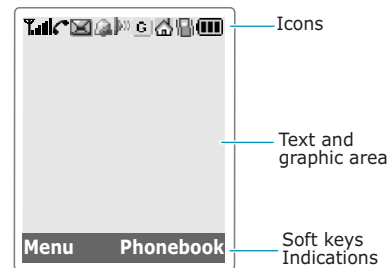 G
Icons
Text and
graphic area
Menu Phonebook
Soft keys
Indications